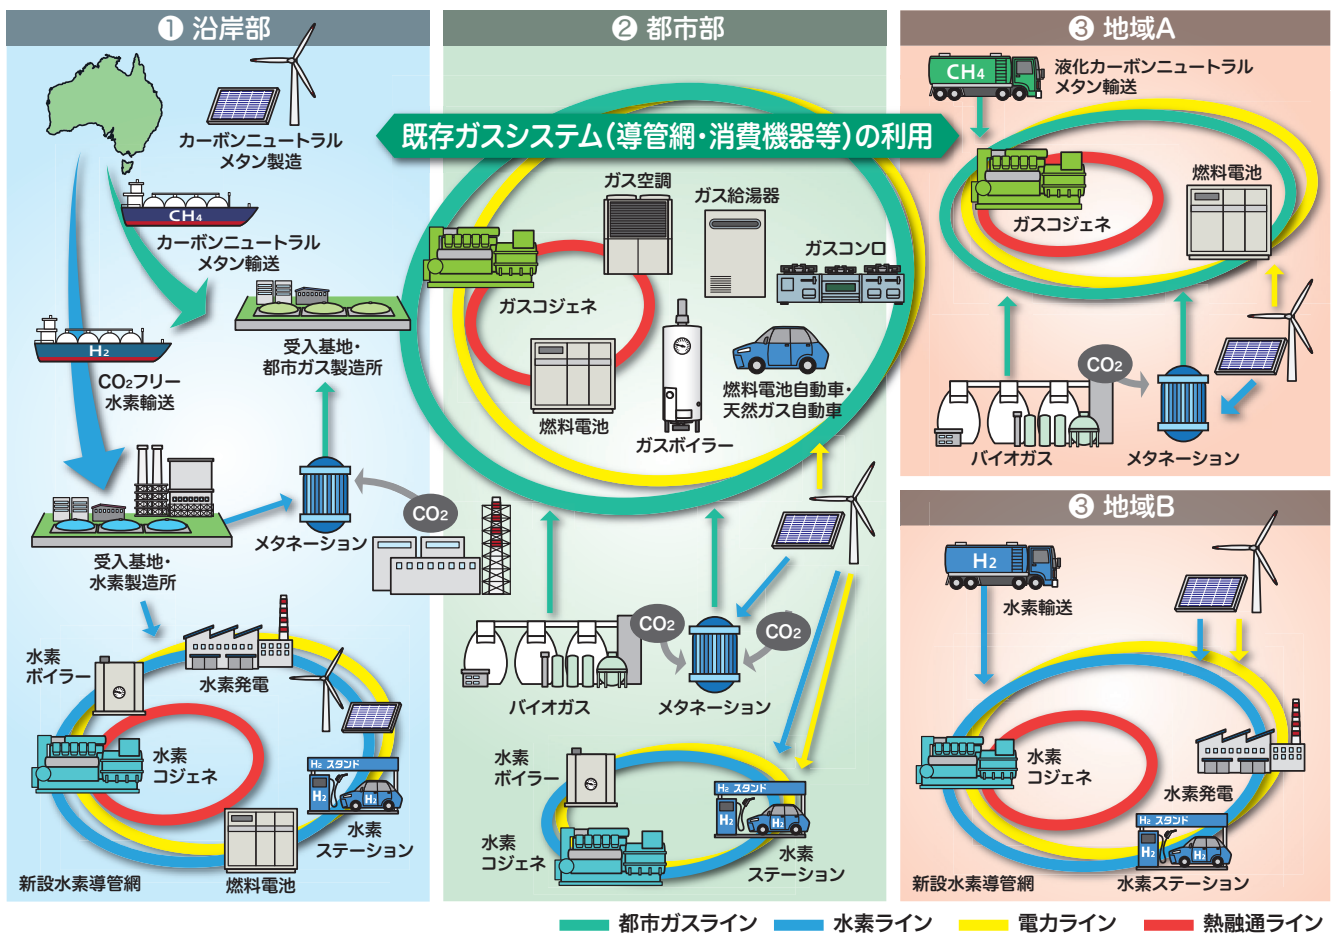 ① 沿岸部
カーボンニュートラル
メタン製造
CH4
カーボンニュートラル
メタン輸送
受入基地・
都市ガス製造所
H2
CO2フリー
水素輸送
受入基地・
水素製造所
メタネーション
CO2
水素
ボイラー
水素発電
水素
コジェネ
H2 スタンド
H2
H2
水素
ステーション
燃料電池
新設水素導管網
② 都市部
既存ガスシステム（導管網・消費機器等）の利用
ガス空調
ガス給湯器
ガスコンロ
ガスコジェネ
燃料電池
ガスボイラー
燃料電池自動車・
天然ガス自動車
バイオガス
CO2
メタネーション
CO2
水素
ボイラー
水素
コジェネ
H2 スタンド
H2
H2
水素
ステーション
③ 地域A
CH4
液化カーボンニュートラル
メタン輸送
ガスコジェネ
燃料電池
バイオガス
CO2
メタネーション
③ 地域B
H2
水素輸送
水素
コジェネ
水素発電
H2 スタンド
H2
H2
水素ステーション
新設水素導管網
都市ガスライン
水素ライン
電力ライン
熱融通ライン